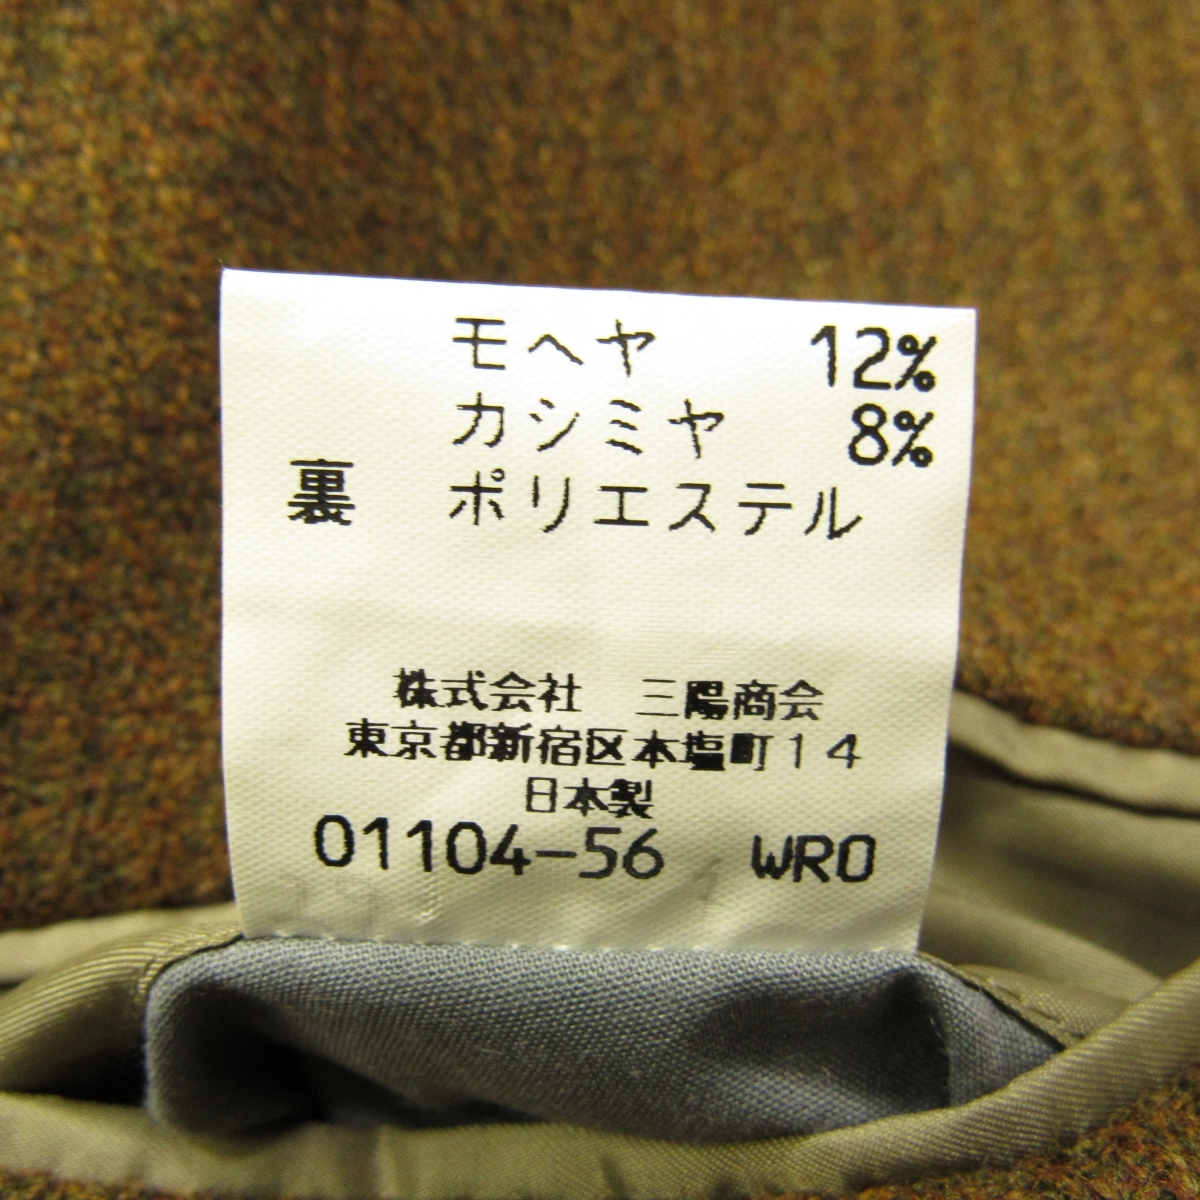 モヘヤ 12%
カシミヤ 8%
裏 ポリエステル
株式会社 三陽商会
東京都新宿区本塩町14
日本製
01104-56 WRO